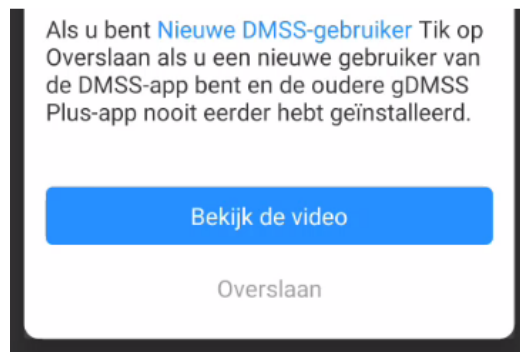 Als u bent Nieuwe DMSS-gebruiker Tik op
Overslaan als u een nieuwe gebruiker van
de DMSS-app bent en de oudere gDMSS
Plus-app nooit eerder hebt geïnstalleerd.
Bekijk de video
Overslaan